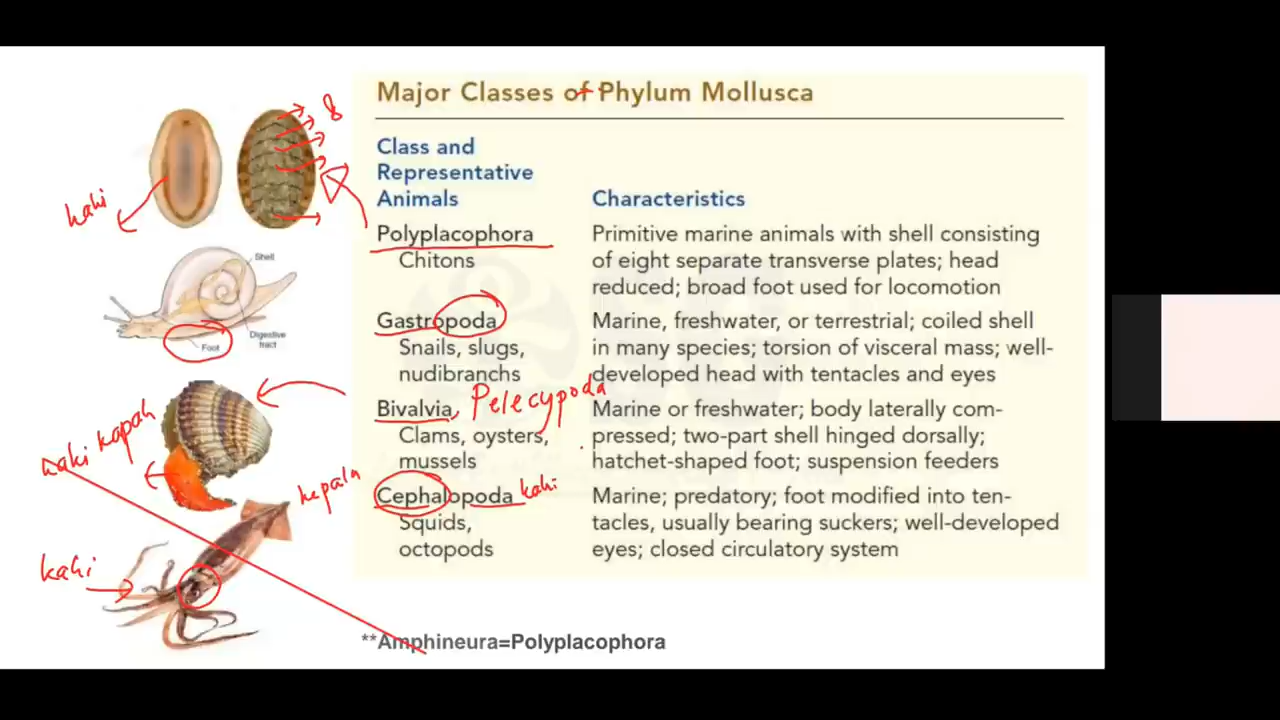 Major Classes of Phylum Mollusca
Class and
Representative
Animals
Characteristics
Polyplacophora
Chitons
Primitive marine animals with shell consisting
of eight separate transverse plates; head
reduced; broad foot used for locomotion
Gastropoda
Snails, slugs,
nudibranchs
Marine, freshwater, or terrestrial; coiled shell
in many species; torsion of visceral mass; well-
developed head with tentacles and eyes
Bivalvia, Pelecypoda
Clams, oysters,
mussels
Marine or freshwater; body laterally com-
pressed; two-part shell hinged dorsally;
hatchet-shaped foot; suspension feeders
Cephalopoda kahi
Squids,
octopods
Marine; predatory; foot modified into ten-
tacles, usually bearing suckers; well-developed
eyes; closed circulatory system
**Amphineura=Polyplacophora
8
kahi
Shell
Foot
Digestive
tract
kahi kapah
kepala
kahi